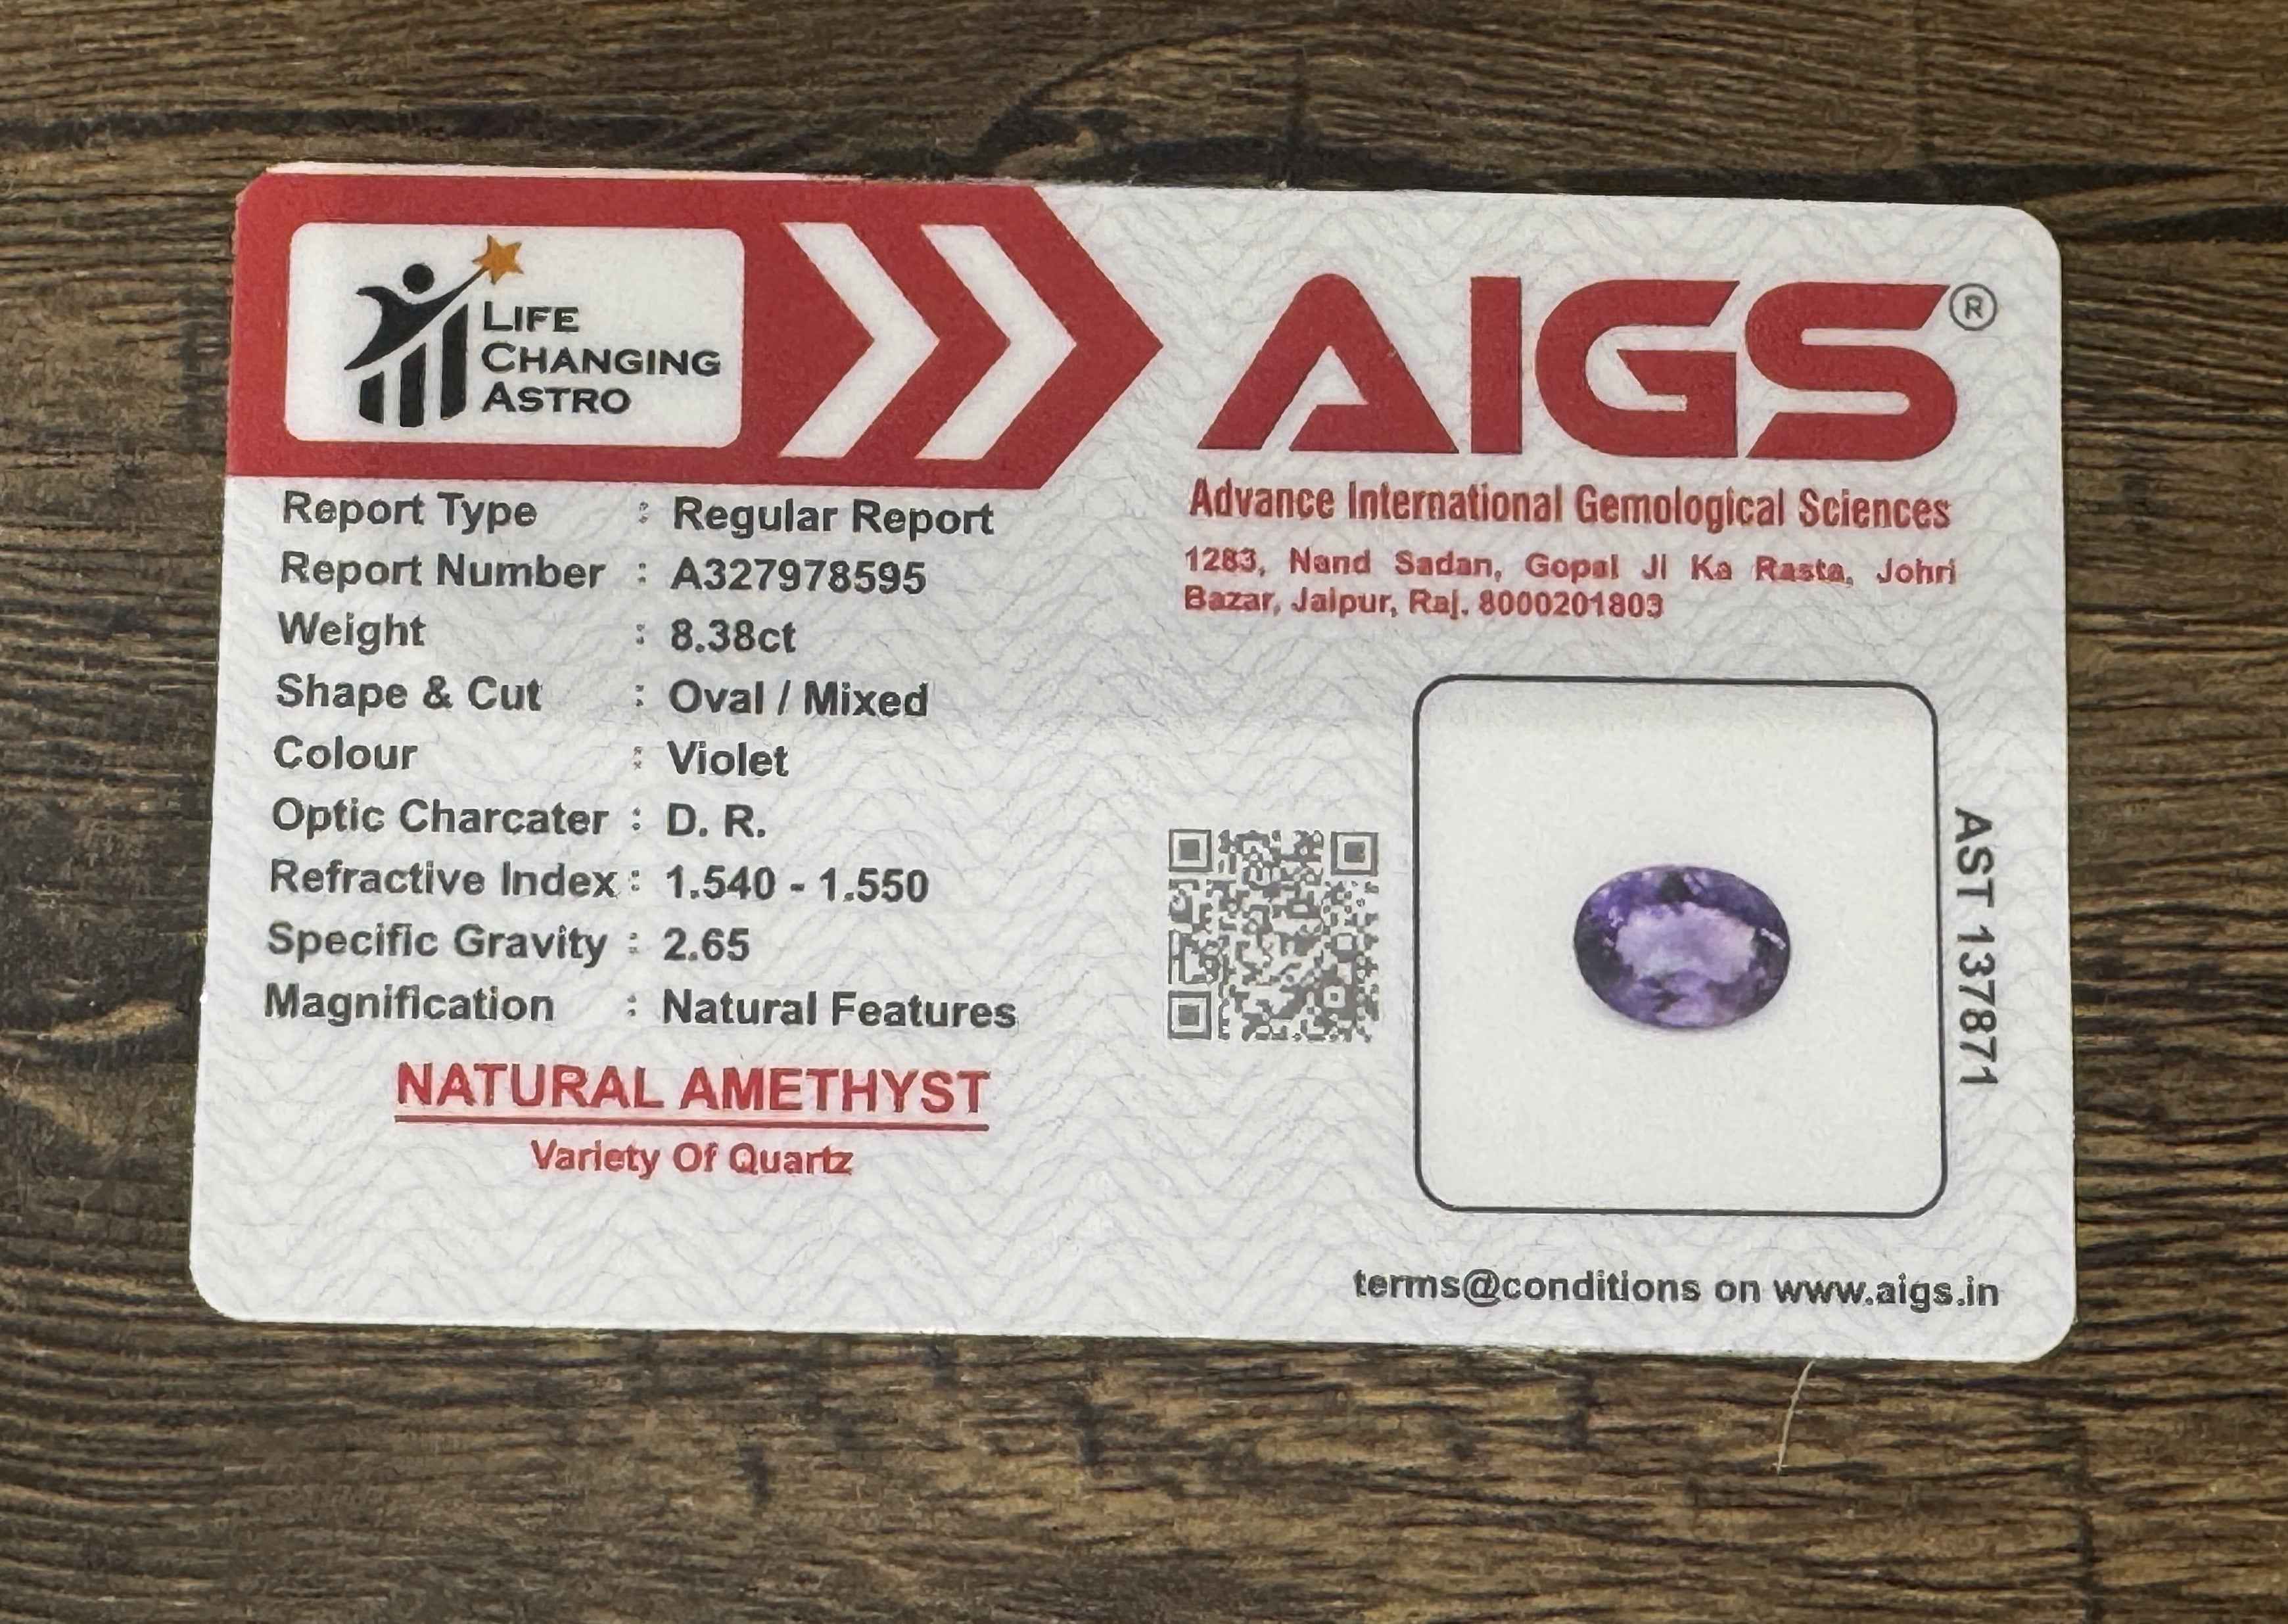 LIFE
CHANGING
ASTRO
AIGS®
Advance International Gemological Sciences
1283, Nand Sadan, Gopal Ji Ka Rasta, Johri
Bazar, Jaipur, Raj. 8000201803
Report Type : Regular Report
Report Number : A327978595
Weight : 8.38ct
Shape & Cut : Oval / Mixed
Colour : Violet
Optic Charcater : D. R.
Refractive Index : 1.540 - 1.550
Specific Gravity : 2.65
Magnification : Natural Features
NATURAL AMETHYST
Variety Of Quartz
AST 137871
terms@conditions on www.aigs.in